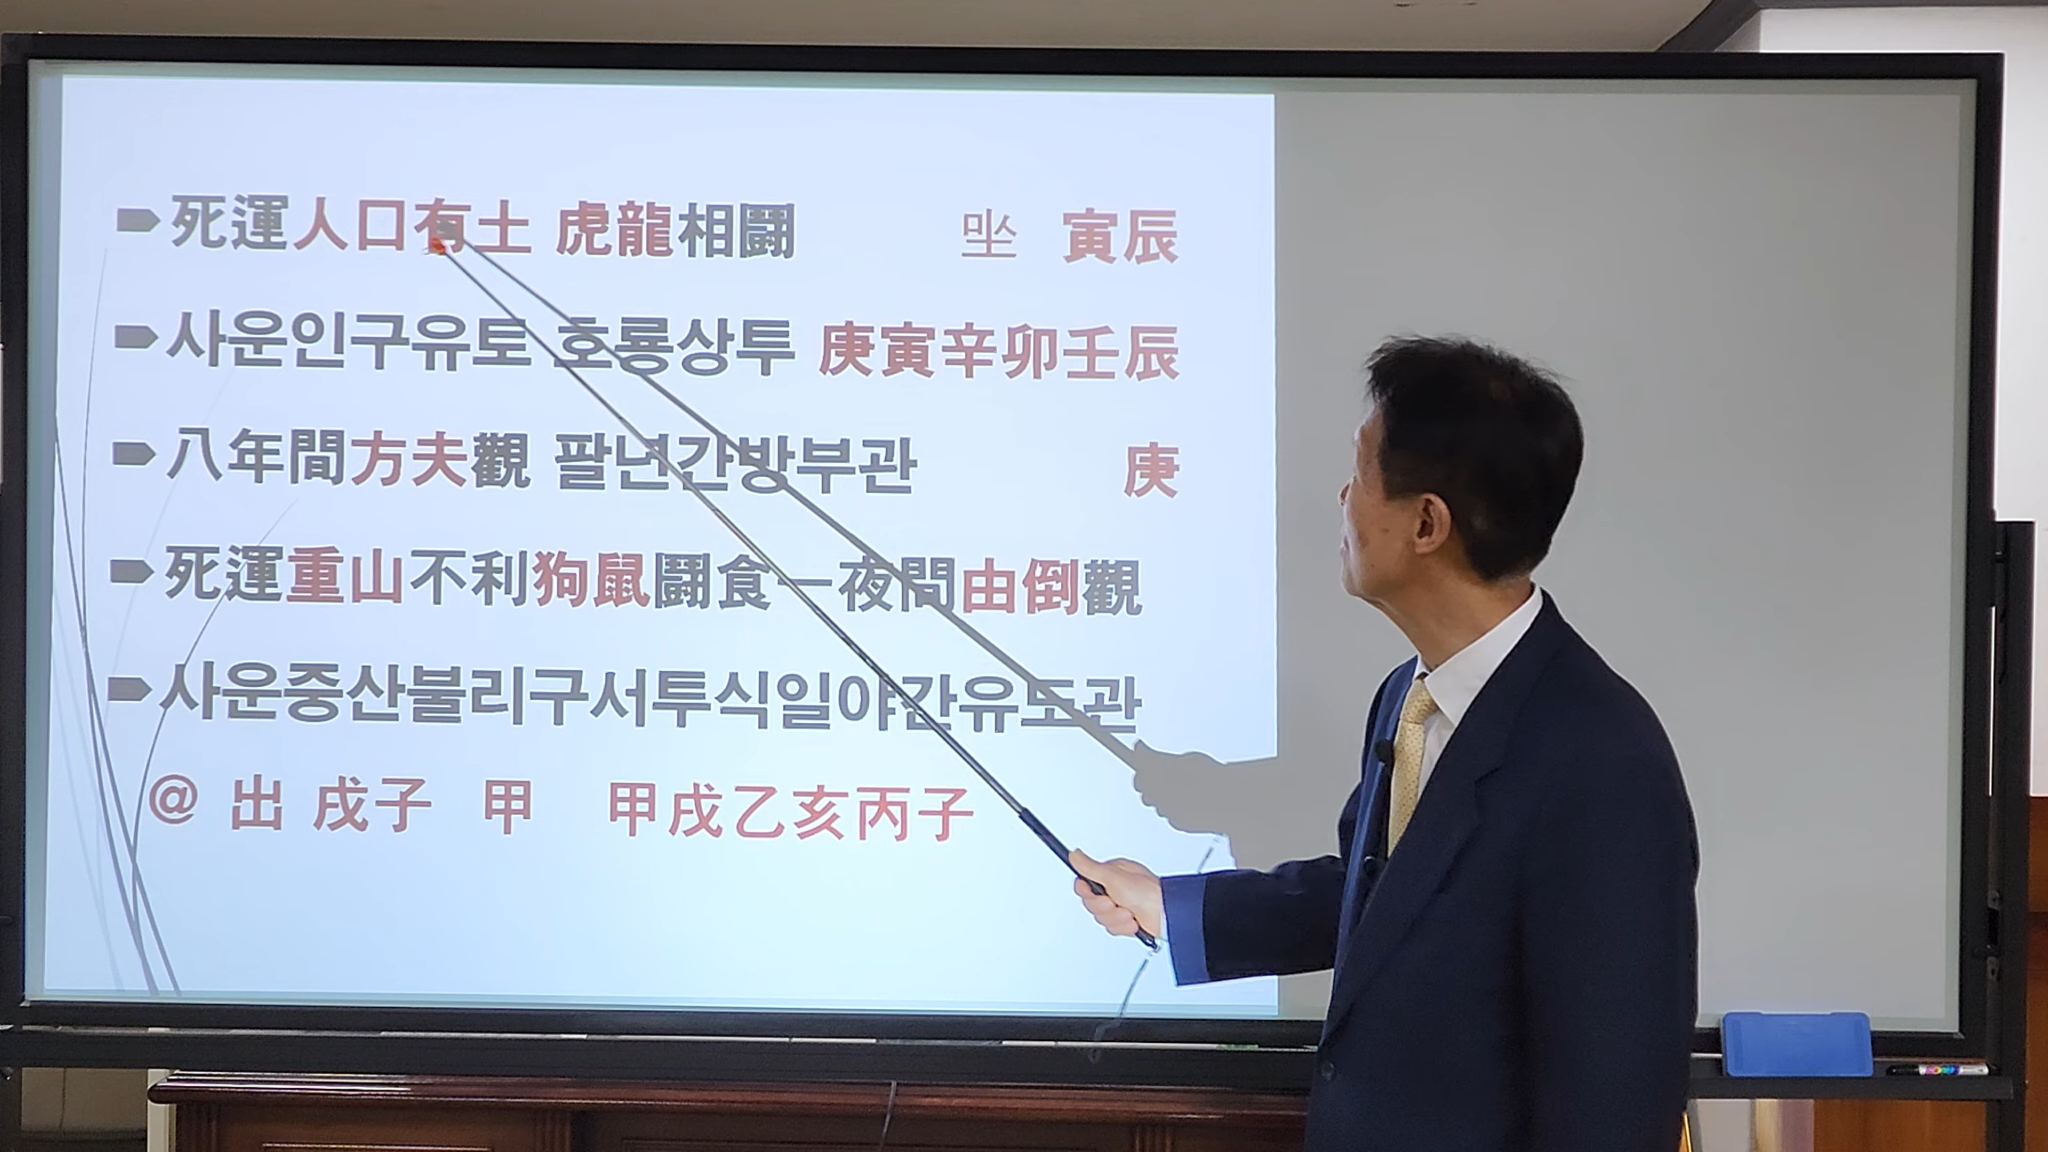 死運人口有土 虎龍相鬪 㘴 寅辰
사운인구유토 호룡상투 庚寅辛卯壬辰
八年間方夫觀 팔년간방부관 庚
死運重山不利狗鼠鬪食一夜間由倒觀
사운중산불리구서투식일야간유도관
@ 出 戌子 甲 甲戌乙亥丙子